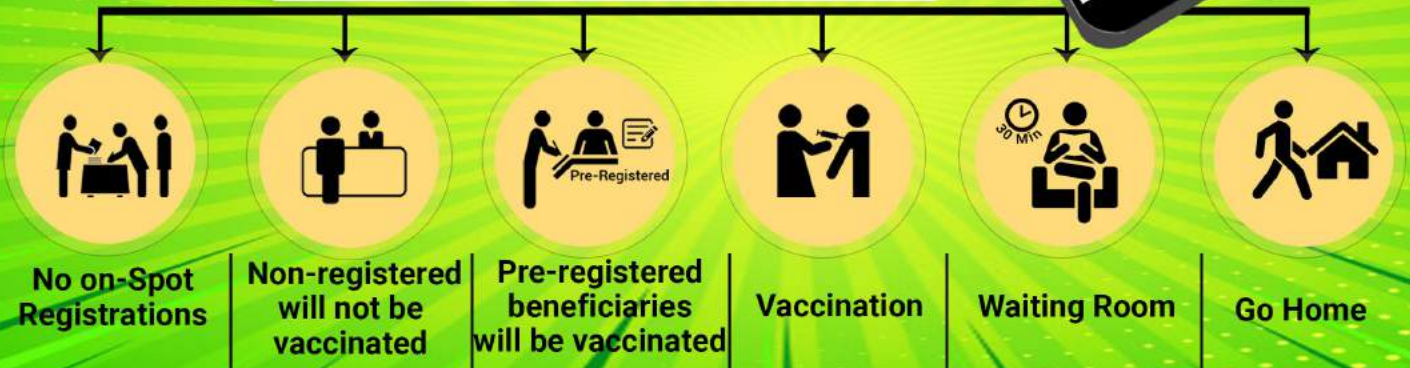 30 Min
Pre-Registered
No on-Spot
Registrations
Non-registered
will not be
vaccinated
Pre-registered
beneficiaries
will be vaccinated
Vaccination
Waiting Room
Go Home